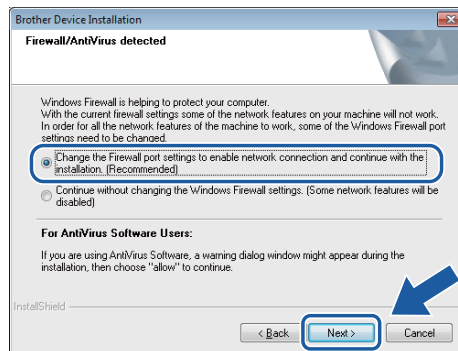 Brother Device Installation
Firewall/AntiVirus detected
Windows Firewall is helping to protect your computer.
With the current firewall settings some of the network features on your machine will not work.
In order for all the network features of the machine to work, some of the Windows Firewall port
settings need to be changed.
Change the Firewall port settings to enable network connection and continue with the
installation. (Recommended)
Continue without changing the Windows Firewall settings. (Some network features will be
disabled)
For AntiVirus Software Users:
If you are using AntiVirus Software, a warning dialog window might appear during the
installation, then choose "allow" to continue.
InstallShield
< Back Next > Cancel